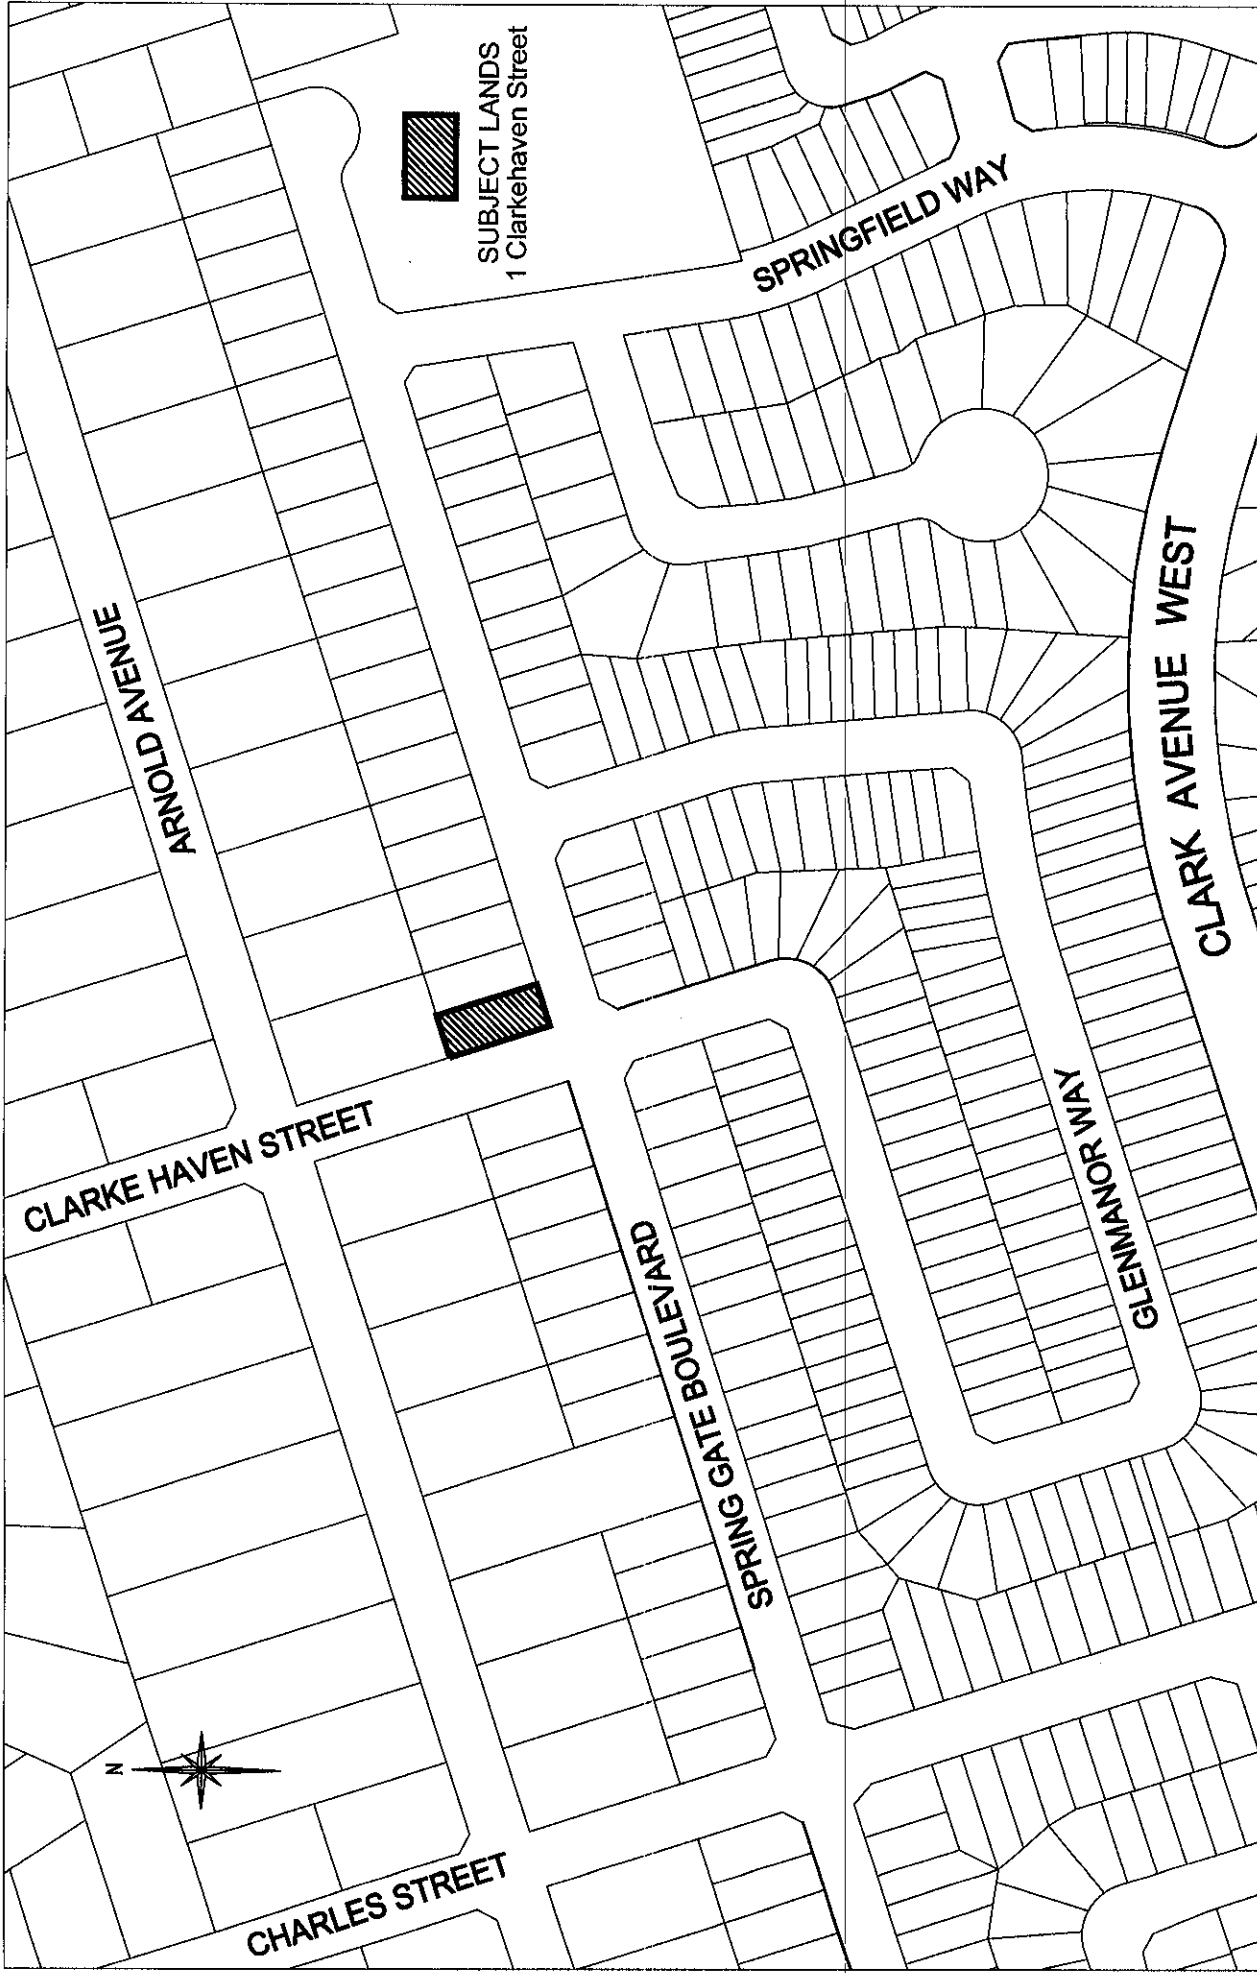 SUBJECT LANDS
1 Clarkehaven Street
SPRINGFIELD WAY
ARNOLD AVENUE
CLARK AVENUE WEST
CLARKE HAVEN STREET
GLENMANOR WAY
SPRING GATE BOULEVARD
N
CHARLES STREET